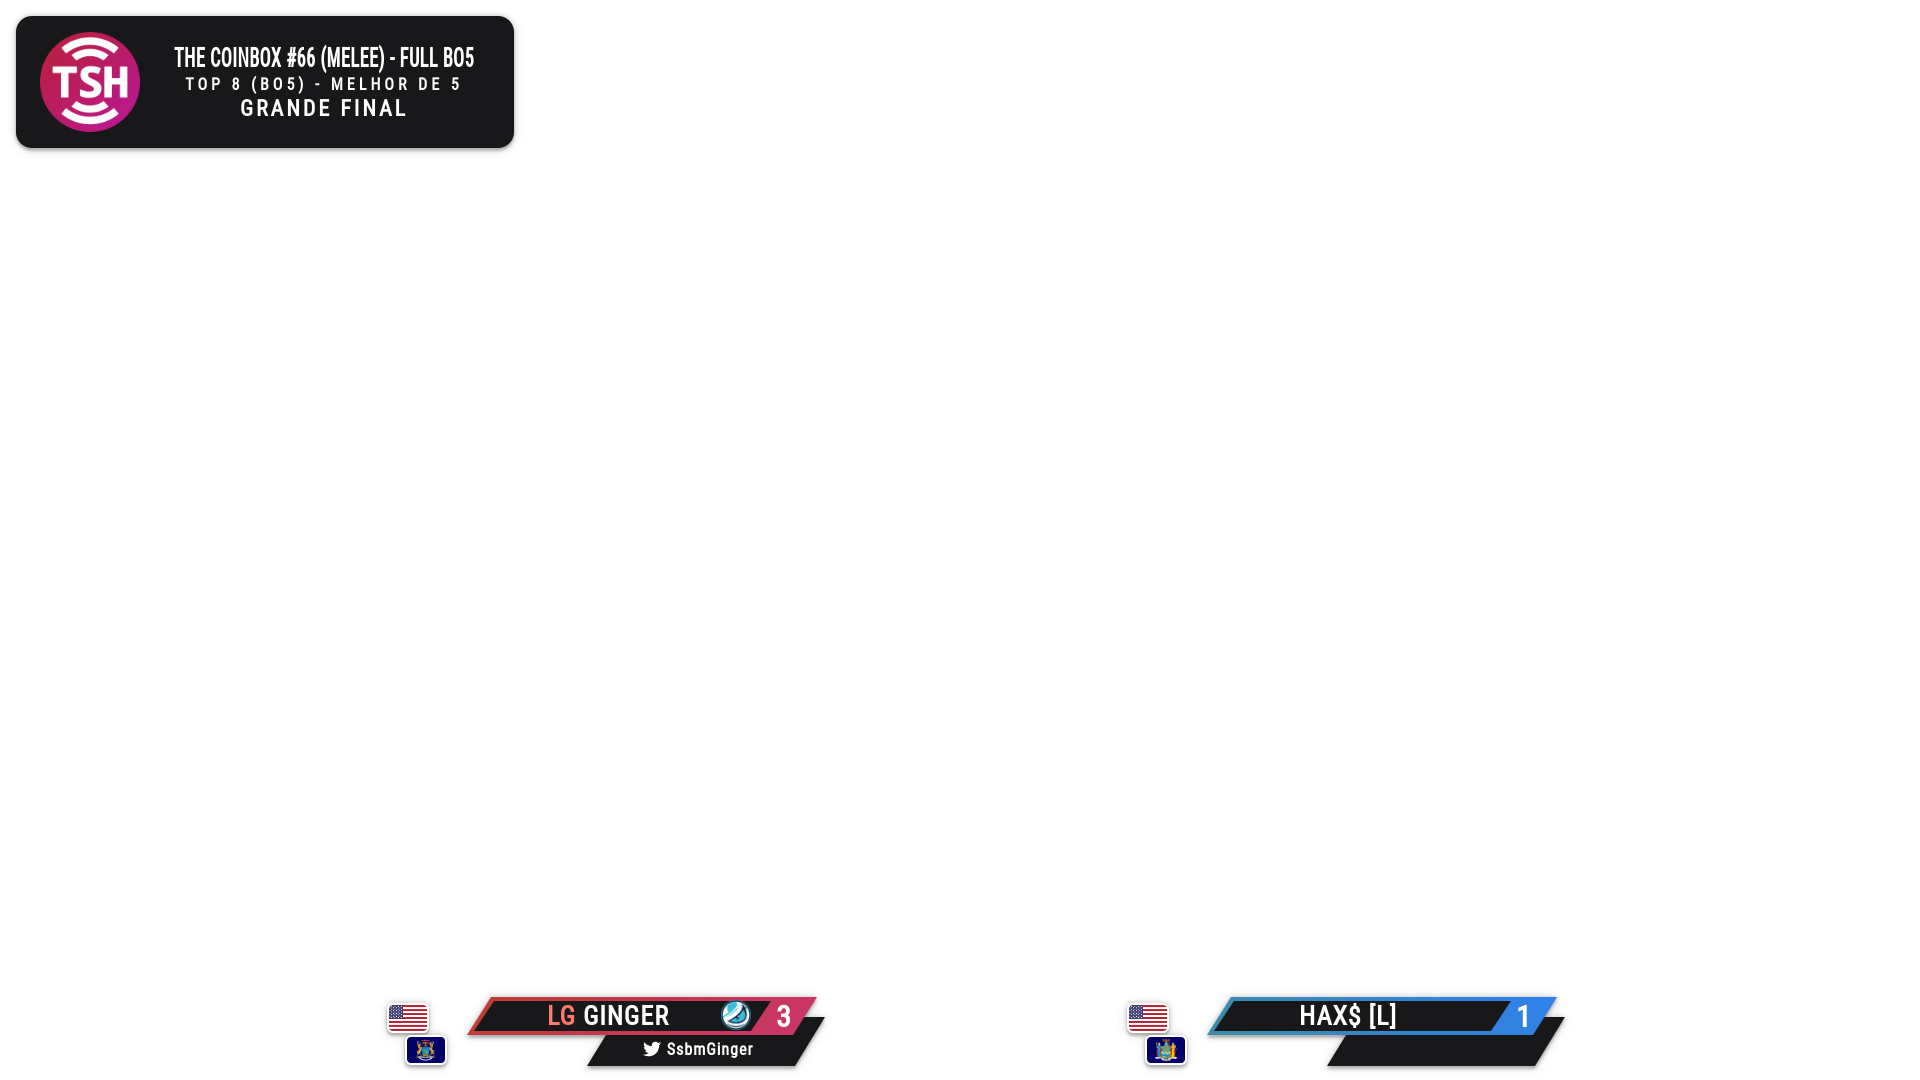 TSH
THE COINBOX #66 (MELEE) - FULL BO5
TOP 8 (BO5) - MELHOR DE 5
GRANDE FINAL
LG GINGER 3
SsbmGinger
HAX$ [L] 1